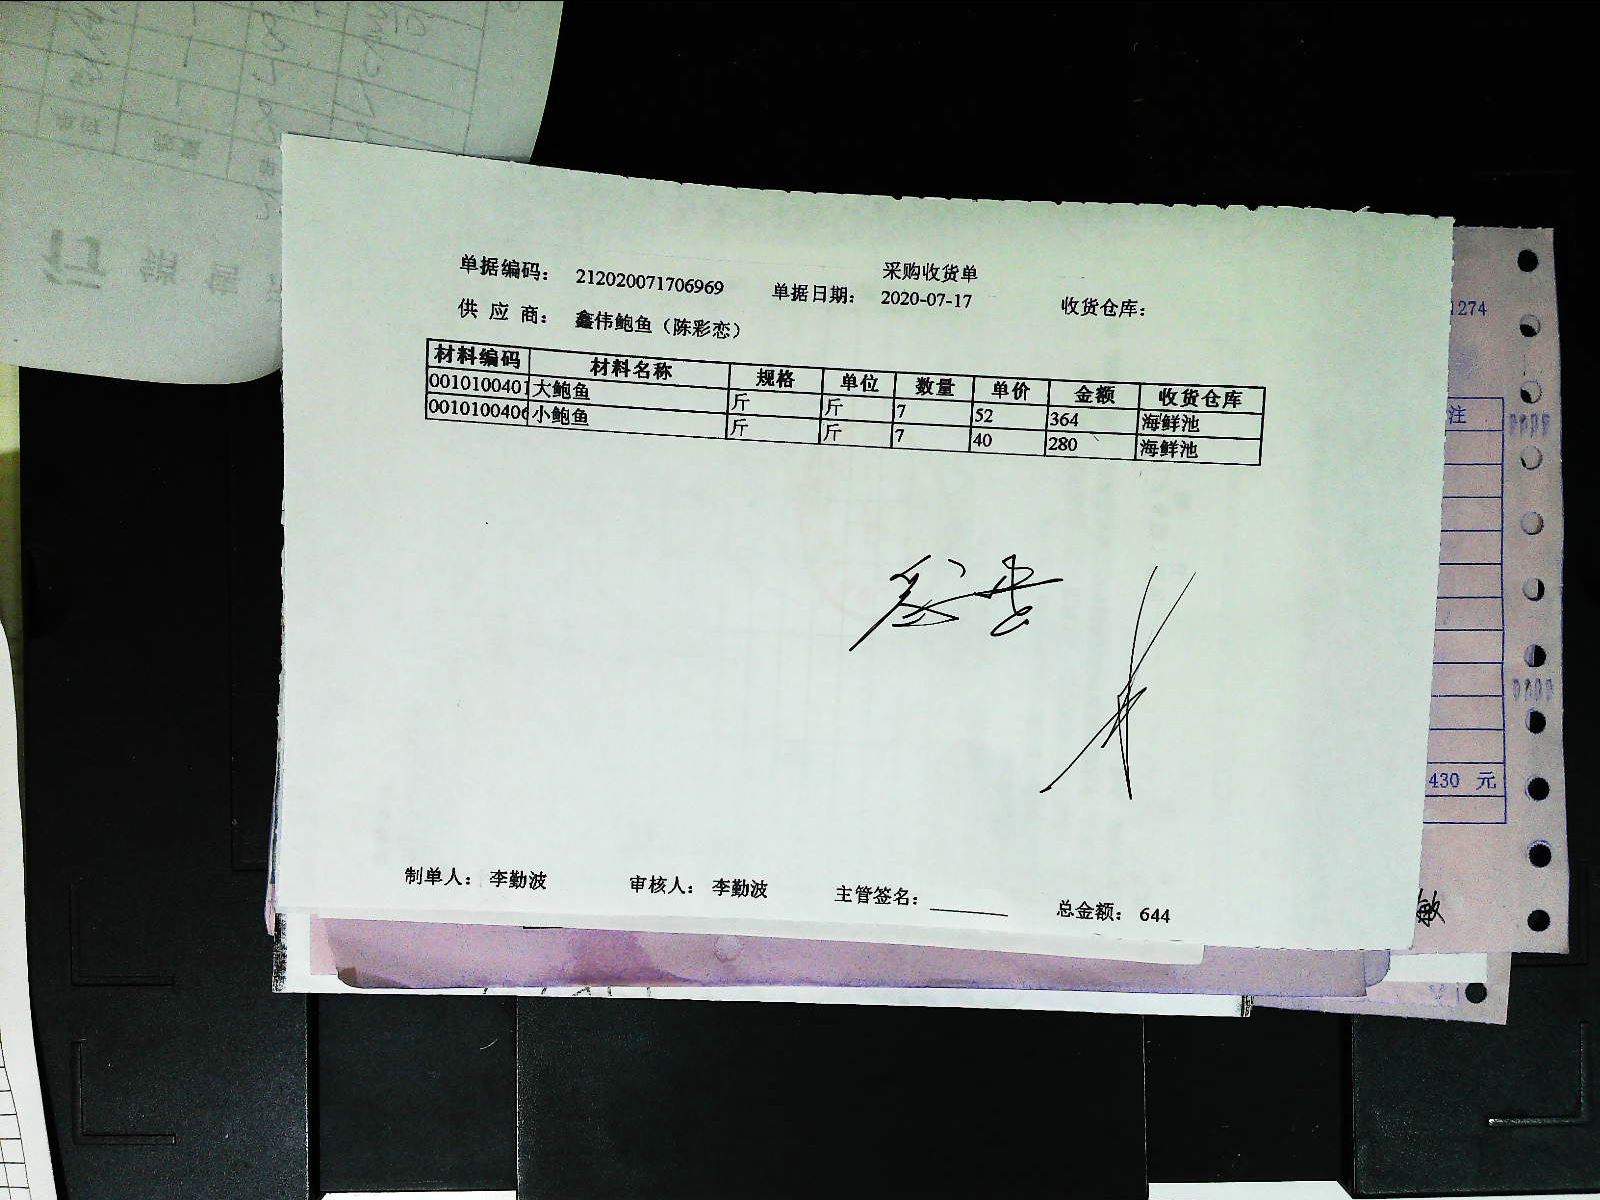 采购收货单
单据编码： 212020071706969 单据日期： 2020-07-17 收货仓库：
供 应 商： 鑫伟鲍鱼（陈彩恋）
材料编码 材料名称 规格 单位 数量 单价 金额 收货仓库
0010100401 大鲍鱼 斤 斤 7 52 364 海鲜池
0010100406 小鲍鱼 斤 斤 7 40 280 海鲜池
制单人： 李勤波 审核人： 李勤波 主管签名： 总金额： 644
1274
注
430 元
敏